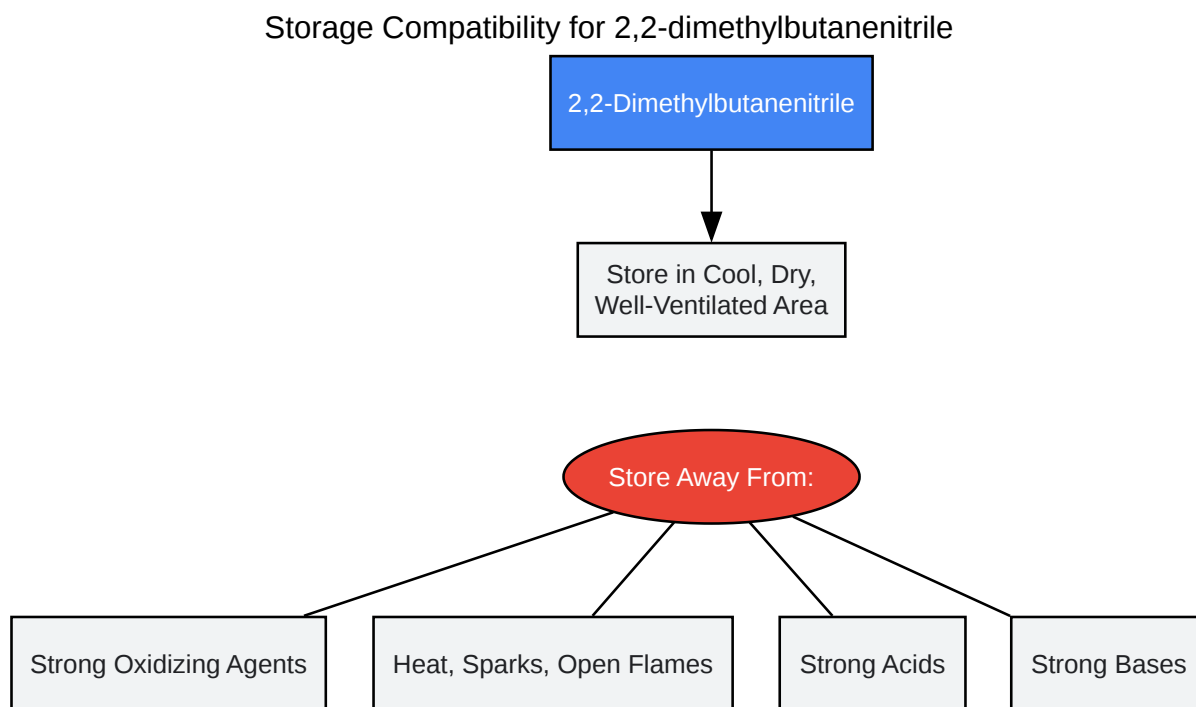 Storage Compatibility for 2,2-dimethylbutanenitrile
2,2-Dimethylbutanenitrile
Store in Cool, Dry,
Well-Ventilated Area
Store Away From:
Strong Oxidizing Agents
Heat, Sparks, Open Flames
Strong Acids
Strong Bases